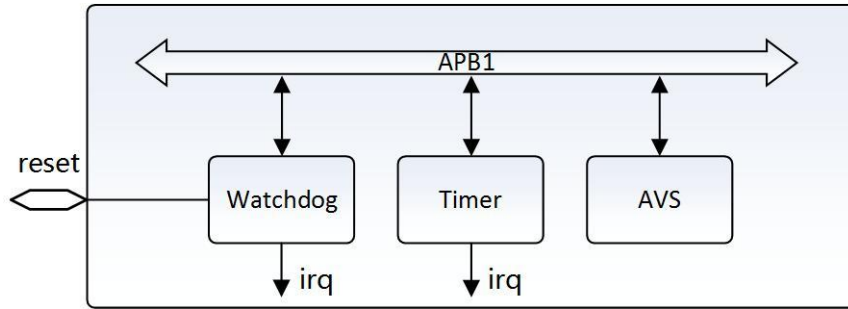 APB1
reset
Watchdog
Timer
AVS
irq
irq